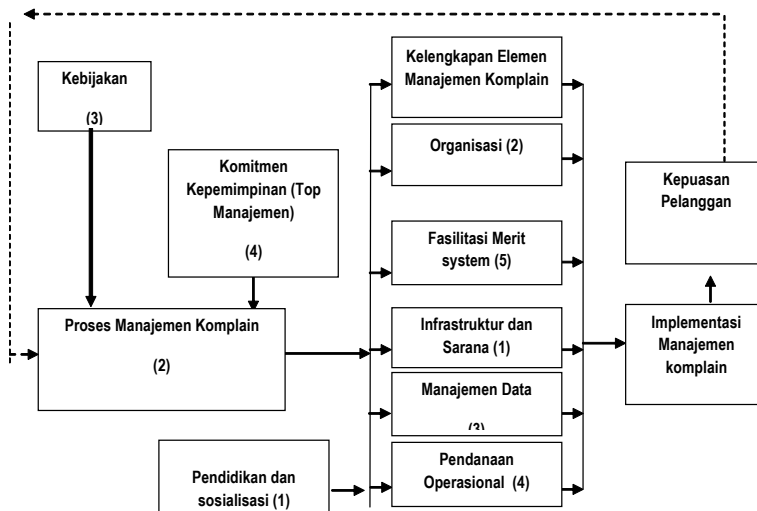 Kebijakan
(3)
Komitmen
Kepemimpinan (Top
Manajemen)
(4)
Proses Manajemen Komplain
(2)
Pendidikan dan
sosialisasi (1)
Kelengkapan Elemen
Manajemen Komplain
Organisasi (2)
Fasilitasi Merit
system (5)
Infrastruktur dan
Sarana (1)
Manajemen Data
(3)
Pendanaan
Operasional (4)
Kepuasan
Pelanggan
Implementasi
Manajemen
komplain